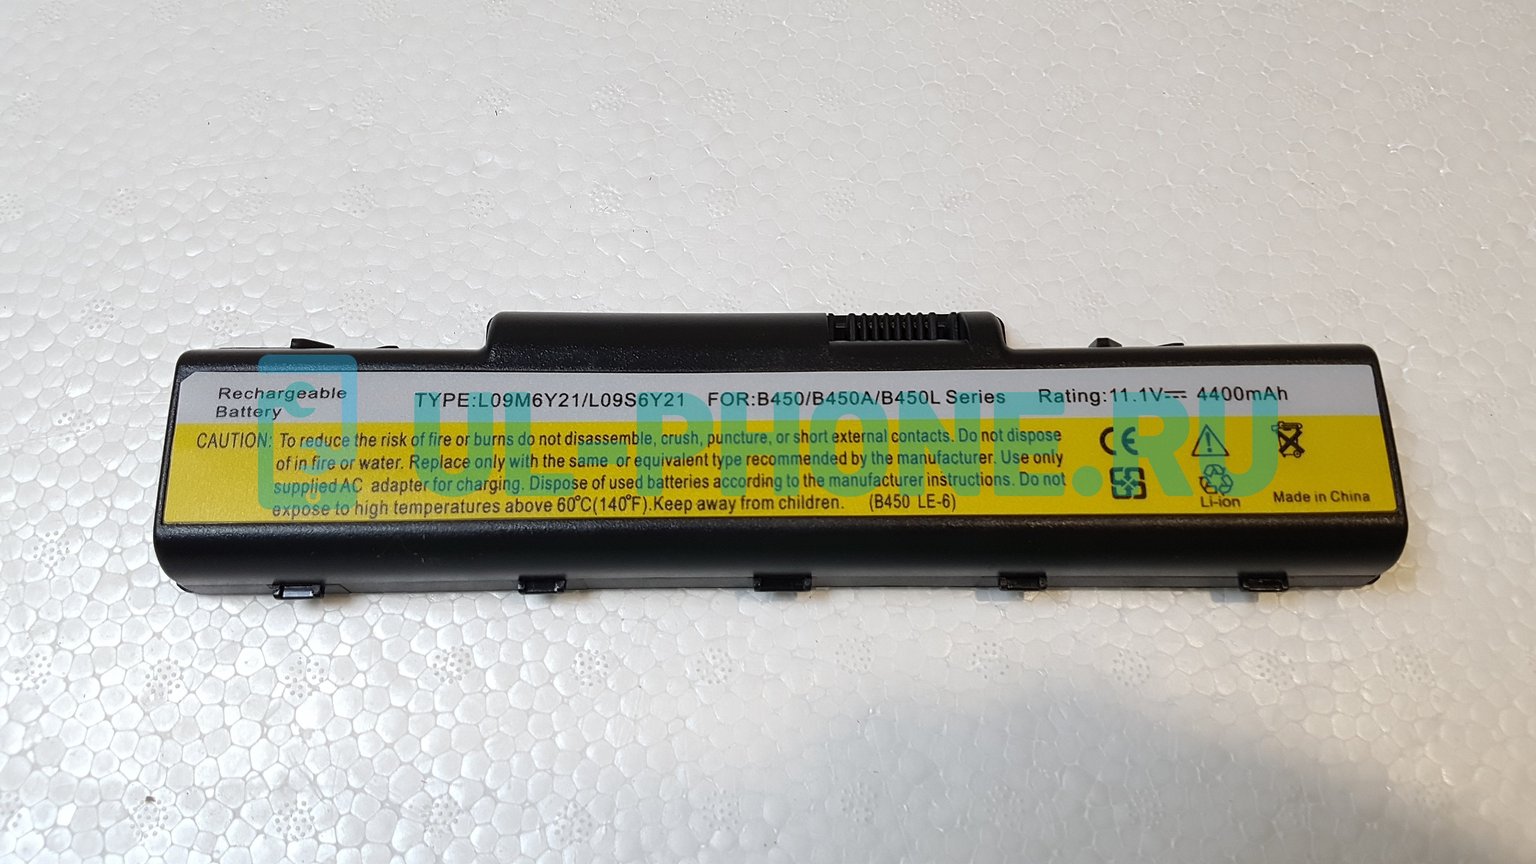 Rechargeable
Battery
TYPE:L09M6Y21/L09S6Y21 FOR:B450/B450A/B450L Series Rating:11.1V⎓ 4400mAh
CAUTION: To reduce the risk of fire or burns do not disassemble, crush, puncture, or short external contacts. Do not dispose
of in fire or water. Replace only with the same or equivalent type recommended by the manufacturer. Use only
supplied AC adapter for charging. Dispose of used batteries according to the manufacturer instructions. Do not
expose to high temperatures above 60°C(140°F).Keep away from children. (B450 LE-6)
CE
Li-ion
Made in China
UL-PHONE.RU